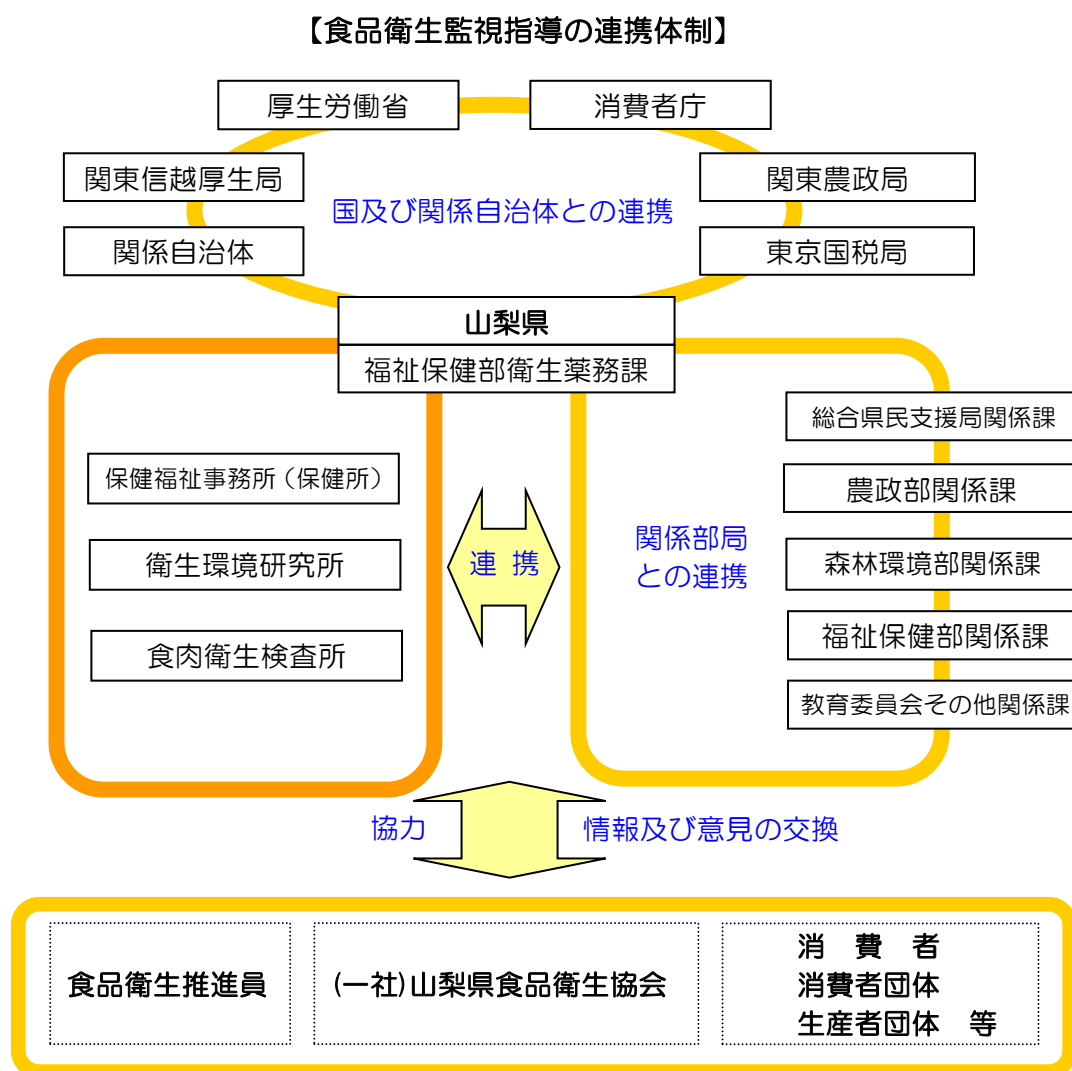 【食品衛生監視指導の連携体制】
厚生労働省
消費者庁
関東信越厚生局
関東農政局
国及び関係自治体との連携
関係自治体
東京国税局
山梨県
福祉保健部衛生薬務課
保健福祉事務所（保健所）
衛生環境研究所
食肉衛生検査所
連 携
関係部局
との連携
総合県民支援局関係課
農政部関係課
森林環境部関係課
福祉保健部関係課
教育委員会その他関係課
協力
情報及び意見の交換
食品衛生推進員
(一社)山梨県食品衛生協会
消　費　者
消費者団体
生産者団体　等